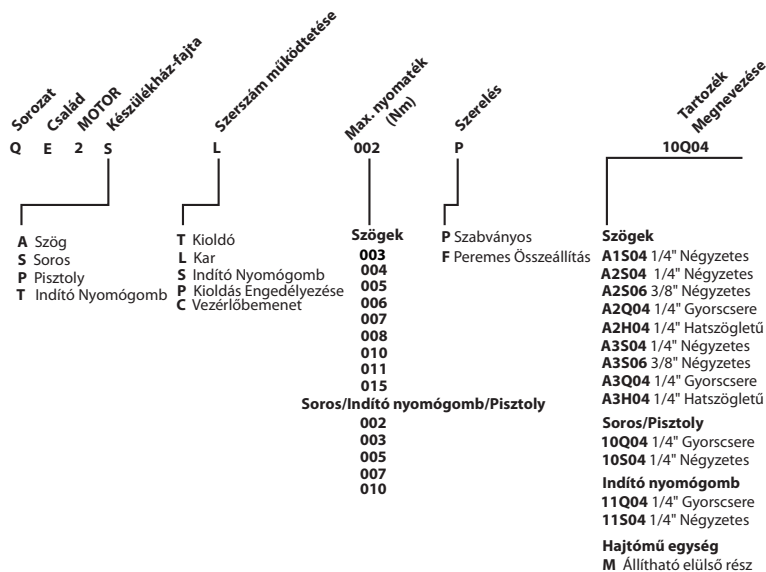 Sorozat
Család
MOTOR
Készülékház-fajta
Szerszám működtetése
Max. nyomaték
(Nm)
Szerelés
Tartozék
Megnevezése
Q E 2 S L 002 P 10Q04
A Szög
S Soros
P Pisztoly
T Indító Nyomógomb
T Kioldó
L Kar
S Indító Nyomógomb
P Kioldás Engedélyezése
C Vezérlőbemenet
Szögek
003
004
005
006
007
008
010
011
015
Soros/Indító nyomógomb/Pisztoly
002
003
005
007
010
P Szabványos
F Peremes Összeállítás
Szögek
A1S04 1/4" Négyzetes
A2S04 1/4" Négyzetes
A2S06 3/8" Négyzetes
A2Q04 1/4" Gyorscsere
A2H04 1/4" Hatszögletű
A3S04 1/4" Négyzetes
A3S06 3/8" Négyzetes
A3Q04 1/4" Gyorscsere
A3H04 1/4" Hatszögletű
Soros/Pisztoly
10Q04 1/4" Gyorscsere
10S04 1/4" Négyzetes
Indító nyomógomb
11Q04 1/4" Gyorscsere
11S04 1/4" Négyzetes
Hajtómű egység
M Állítható elülső rész